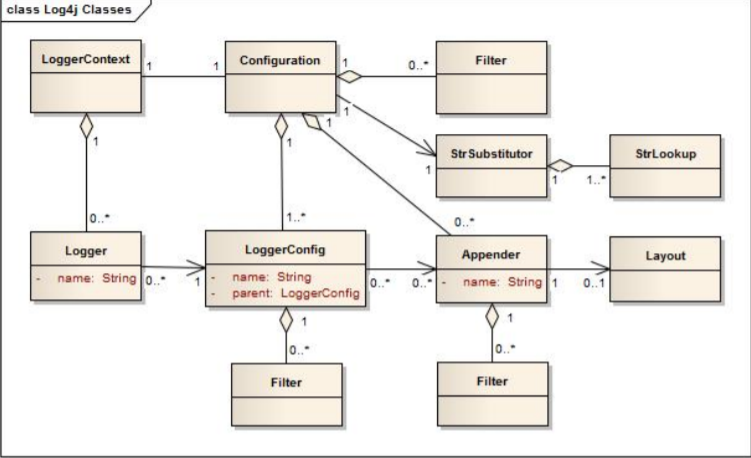 class Log4j Classes
LoggerContext
1
1
Configuration
1
0..*
Filter
1
1
1
1
1
StrSubstitutor
1
1..*
StrLookup
0..*
1..*
0..*
Logger
- name: String
0..*
1
LoggerConfig
- name: String
- parent: LoggerConfig
0..*
0..*
Appender
- name: String
1
0..1
Layout
1
1
0..*
0..*
Filter
Filter